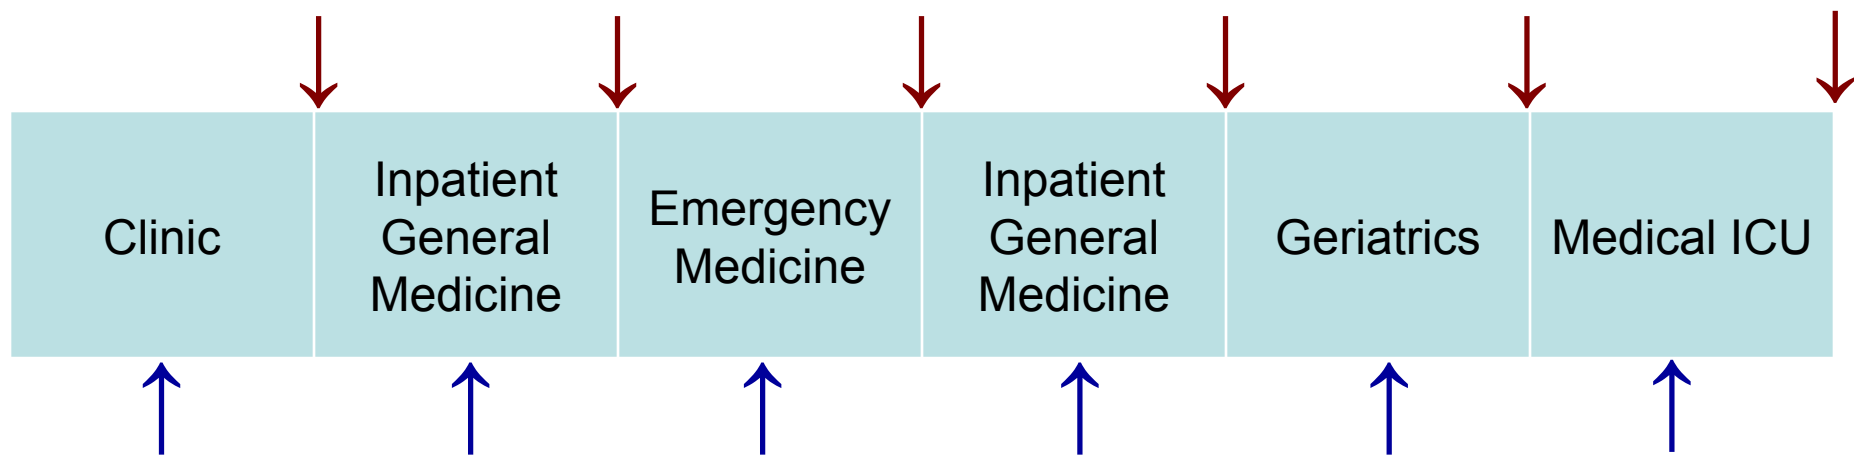 Clinic
Inpatient
General
Medicine
Emergency
Medicine
Inpatient
General
Medicine
Geriatrics
Medical ICU